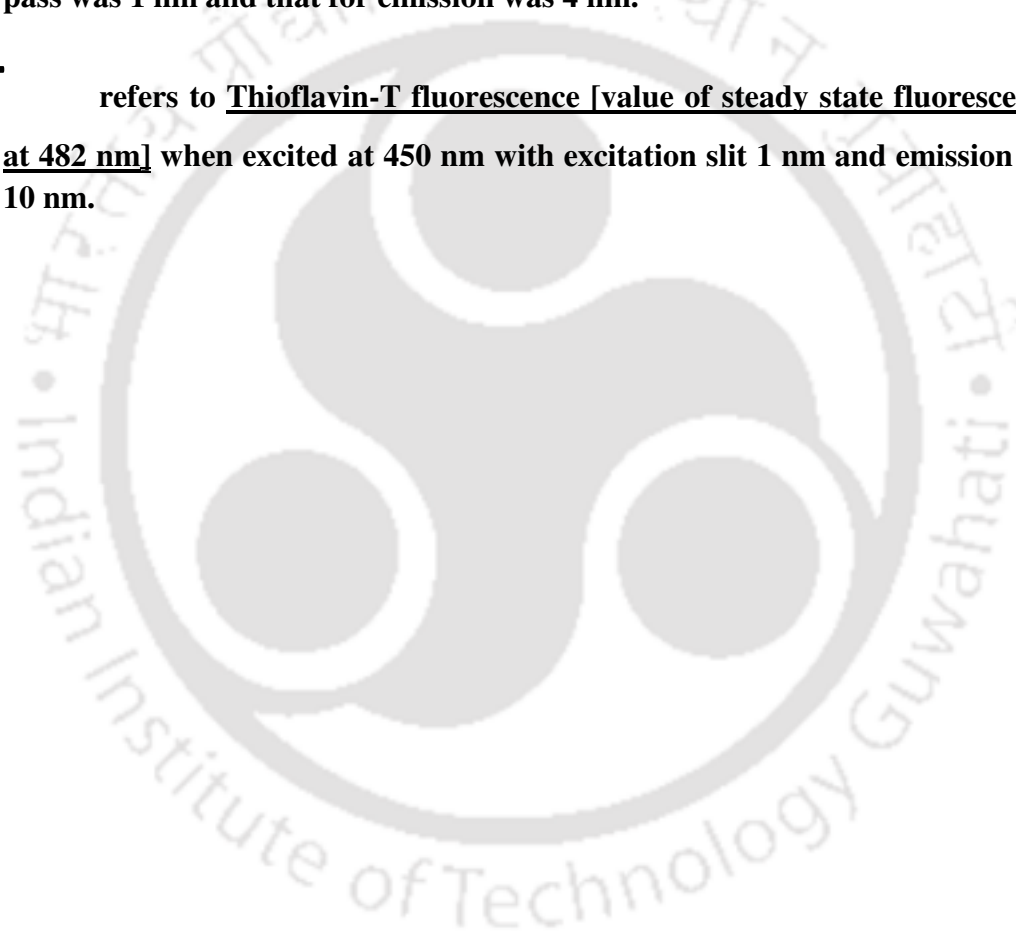 pass was 1 nm and that for emission was 4 nm.
refers to Thioflavin-T fluorescence [value of steady state fluoresce
at 482 nm] when excited at 450 nm with excitation slit 1 nm and emission
10 nm.
Indian Institute of Technology Guwahati